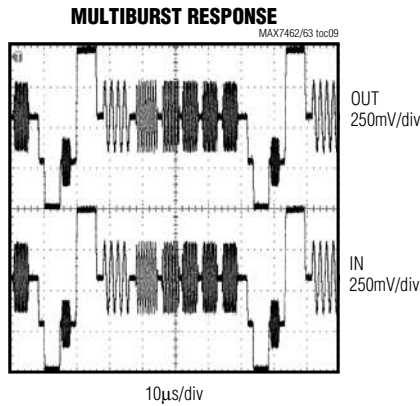 MULTIBURST RESPONSE
MAX7462/63 toc09
T
OUT
250mV/div
IN
250mV/div
10μs/div